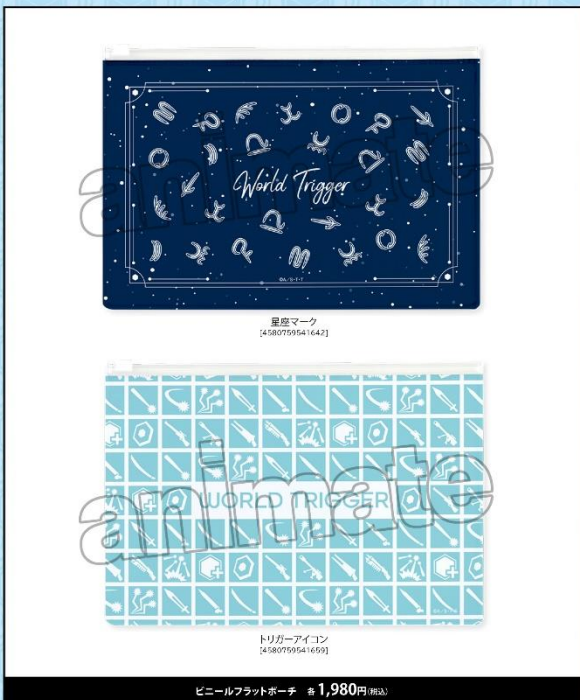 animate
World Trigger
©A/S・T・T
星座マーク
[4580759541642]
animate
WORLD TRIGGER
©A/S・T・T
トリガーアイコン
[4580759541659]
ビニールフラットポーチ 各1,980円(税込)